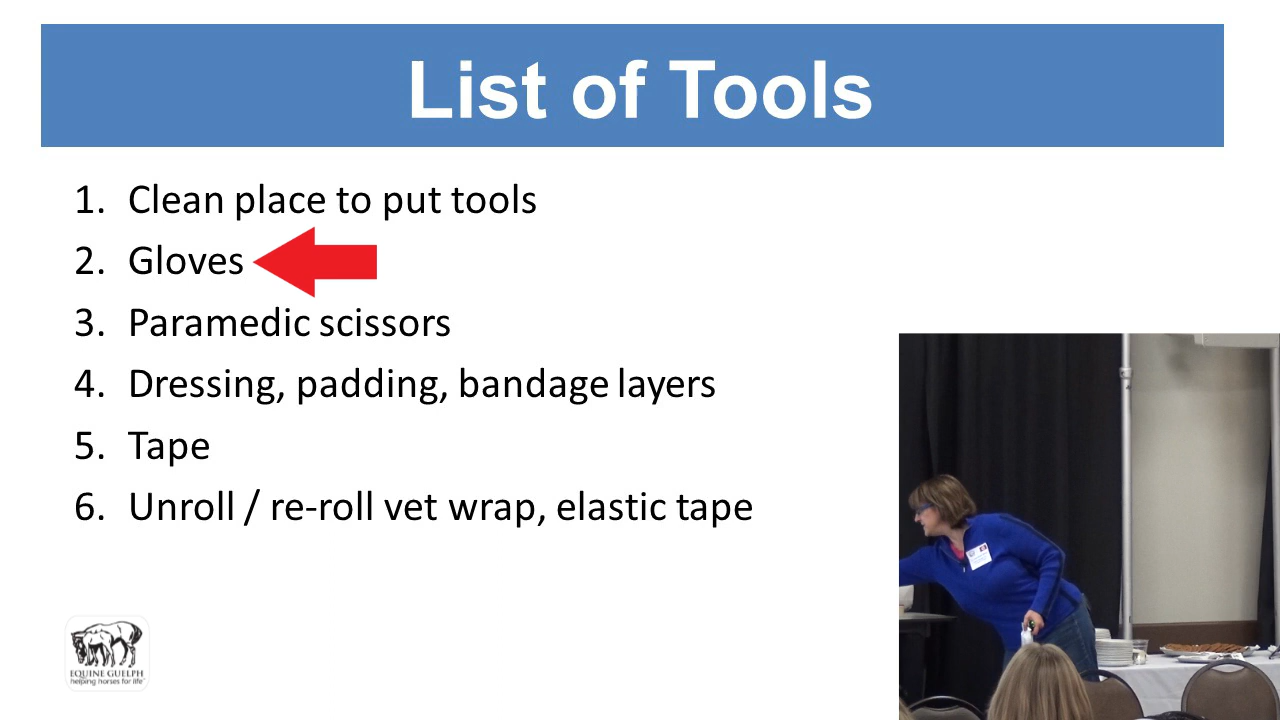 List of Tools
1. Clean place to put tools
2. Gloves
3. Paramedic scissors
4. Dressing, padding, bandage layers
5. Tape
6. Unroll / re-roll vet wrap, elastic tape
EQUINE GUELPH
helping horses for life